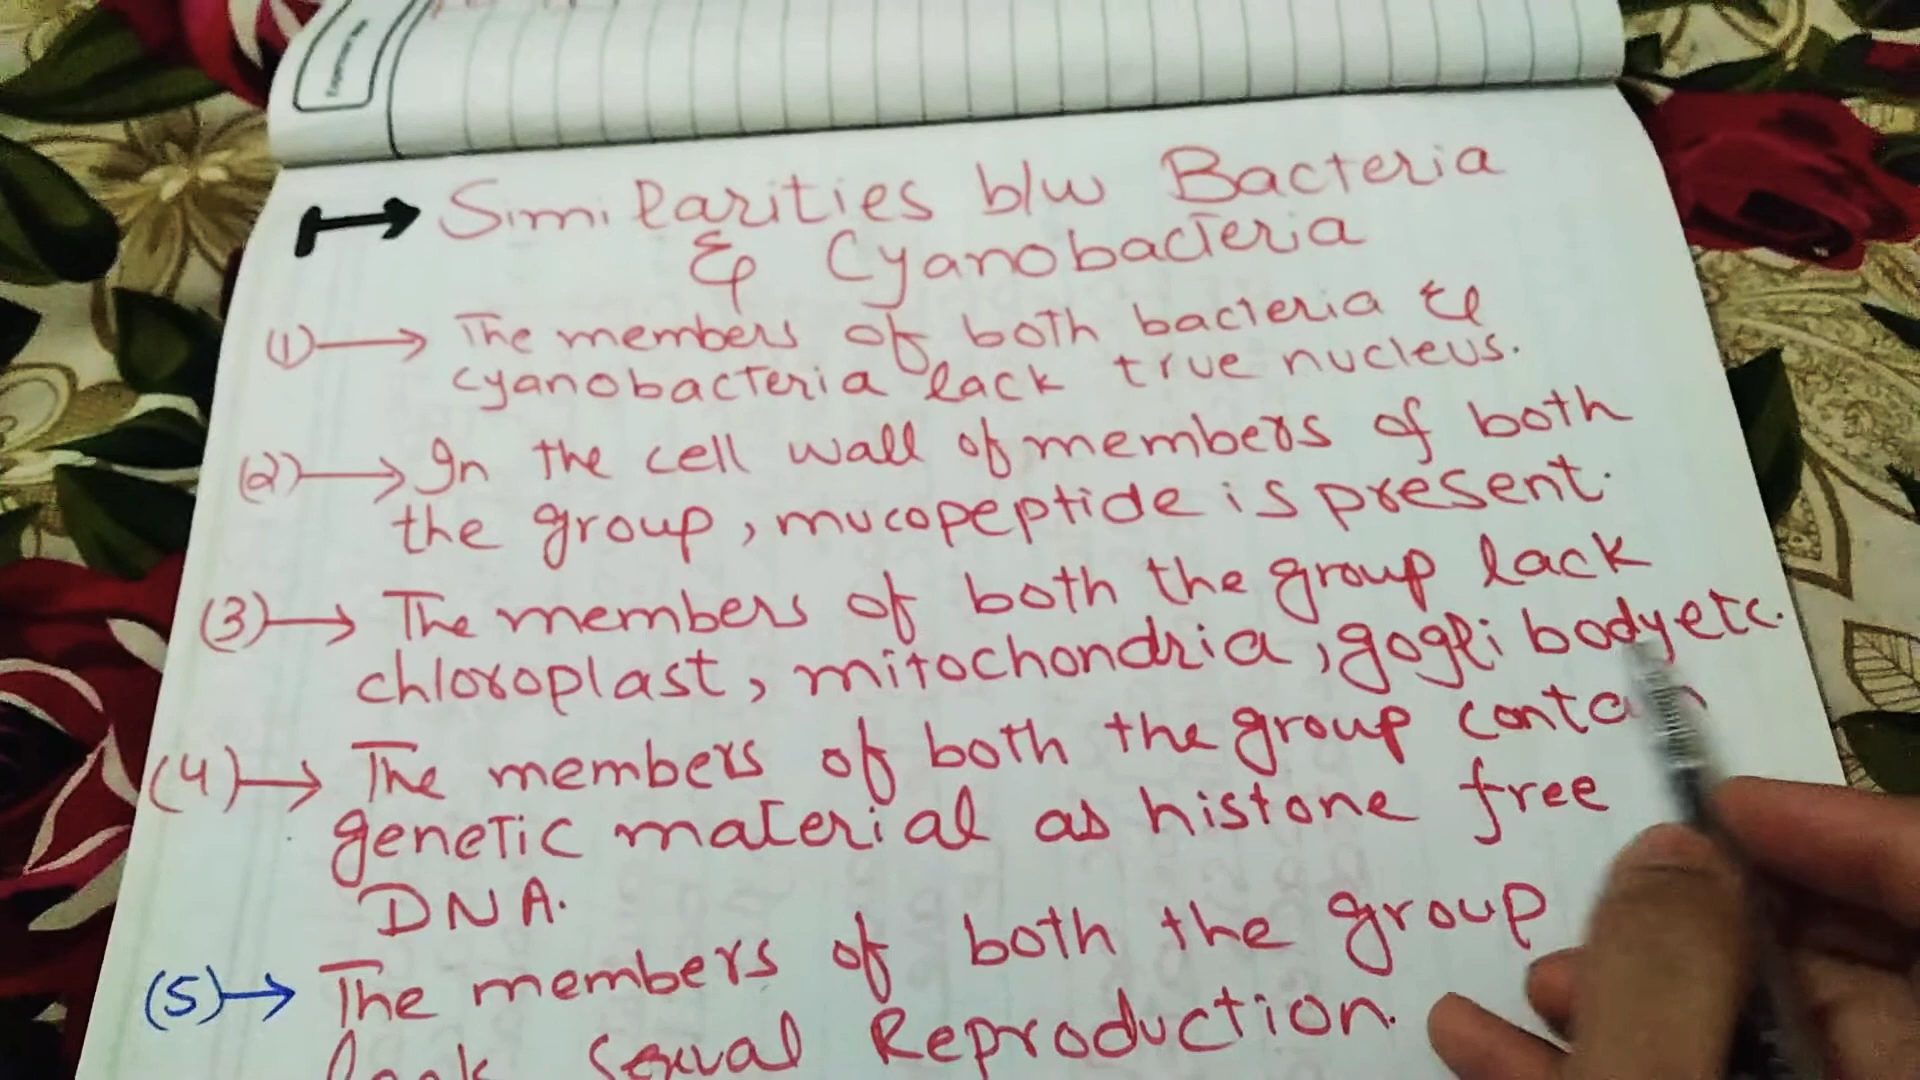 Similarities b/w Bacteria
& Cyanobacteria
(1)→ The members of both bacteria &
cyanobacteria lack true nucleus.
(2)→ In the cell wall of members of both
the group, mucopeptide is present.
(3)→ The members of both the group lack
chloroplast, mitochondria, gogli body etc.
(4)→ The members of both the group
genetic material as histone free
DNA.
(5)→ The members of both the group
lack sexual Reproduction.